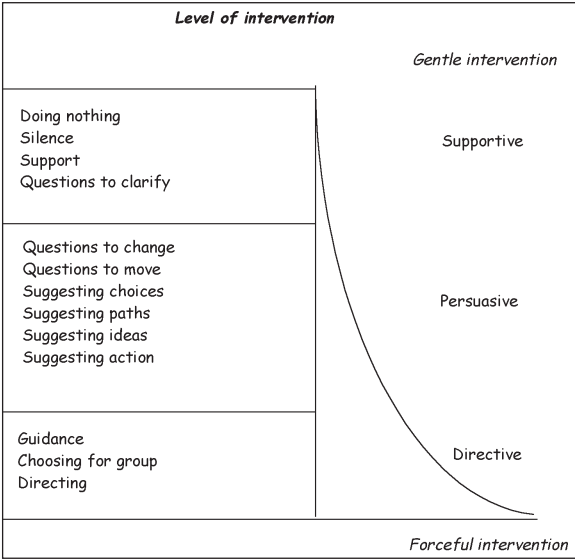 Level of intervention
Gentle intervention
Doing nothing
Silence
Support
Questions to clarify
Supportive
Questions to change
Questions to move
Suggesting choices
Suggesting paths
Suggesting ideas
Suggesting action
Persuasive
Guidance
Choosing for group
Directing
Directive
Forceful intervention